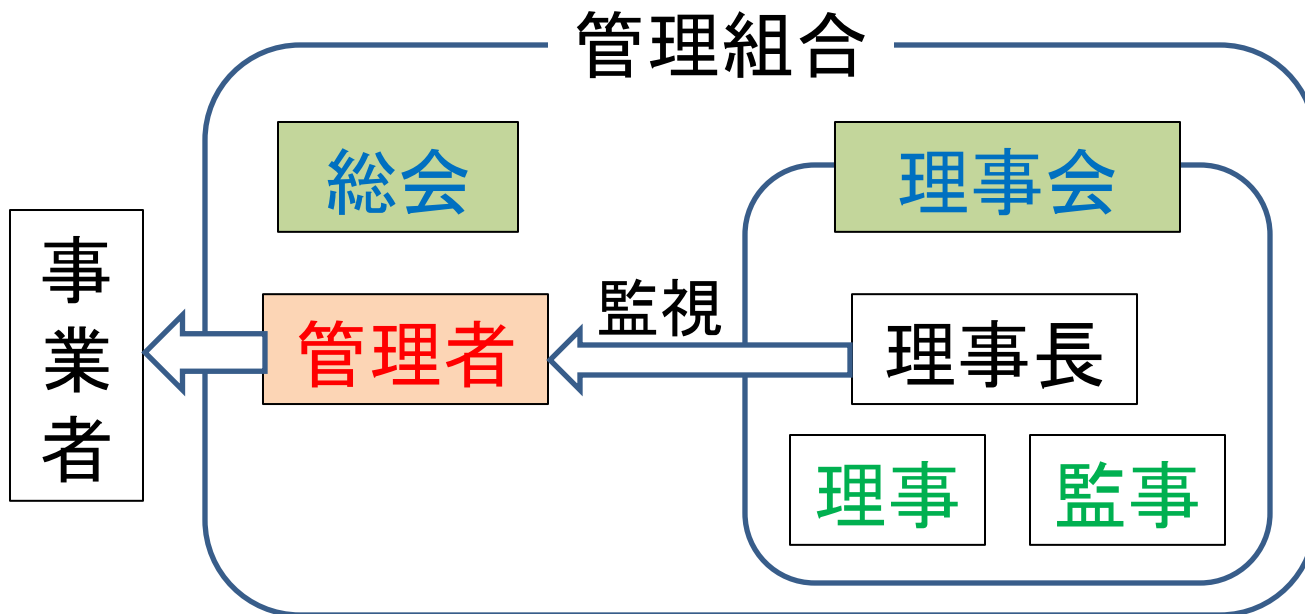 管理組合
総会
理事会
事業者
管理者
監視
理事長
理事
監事